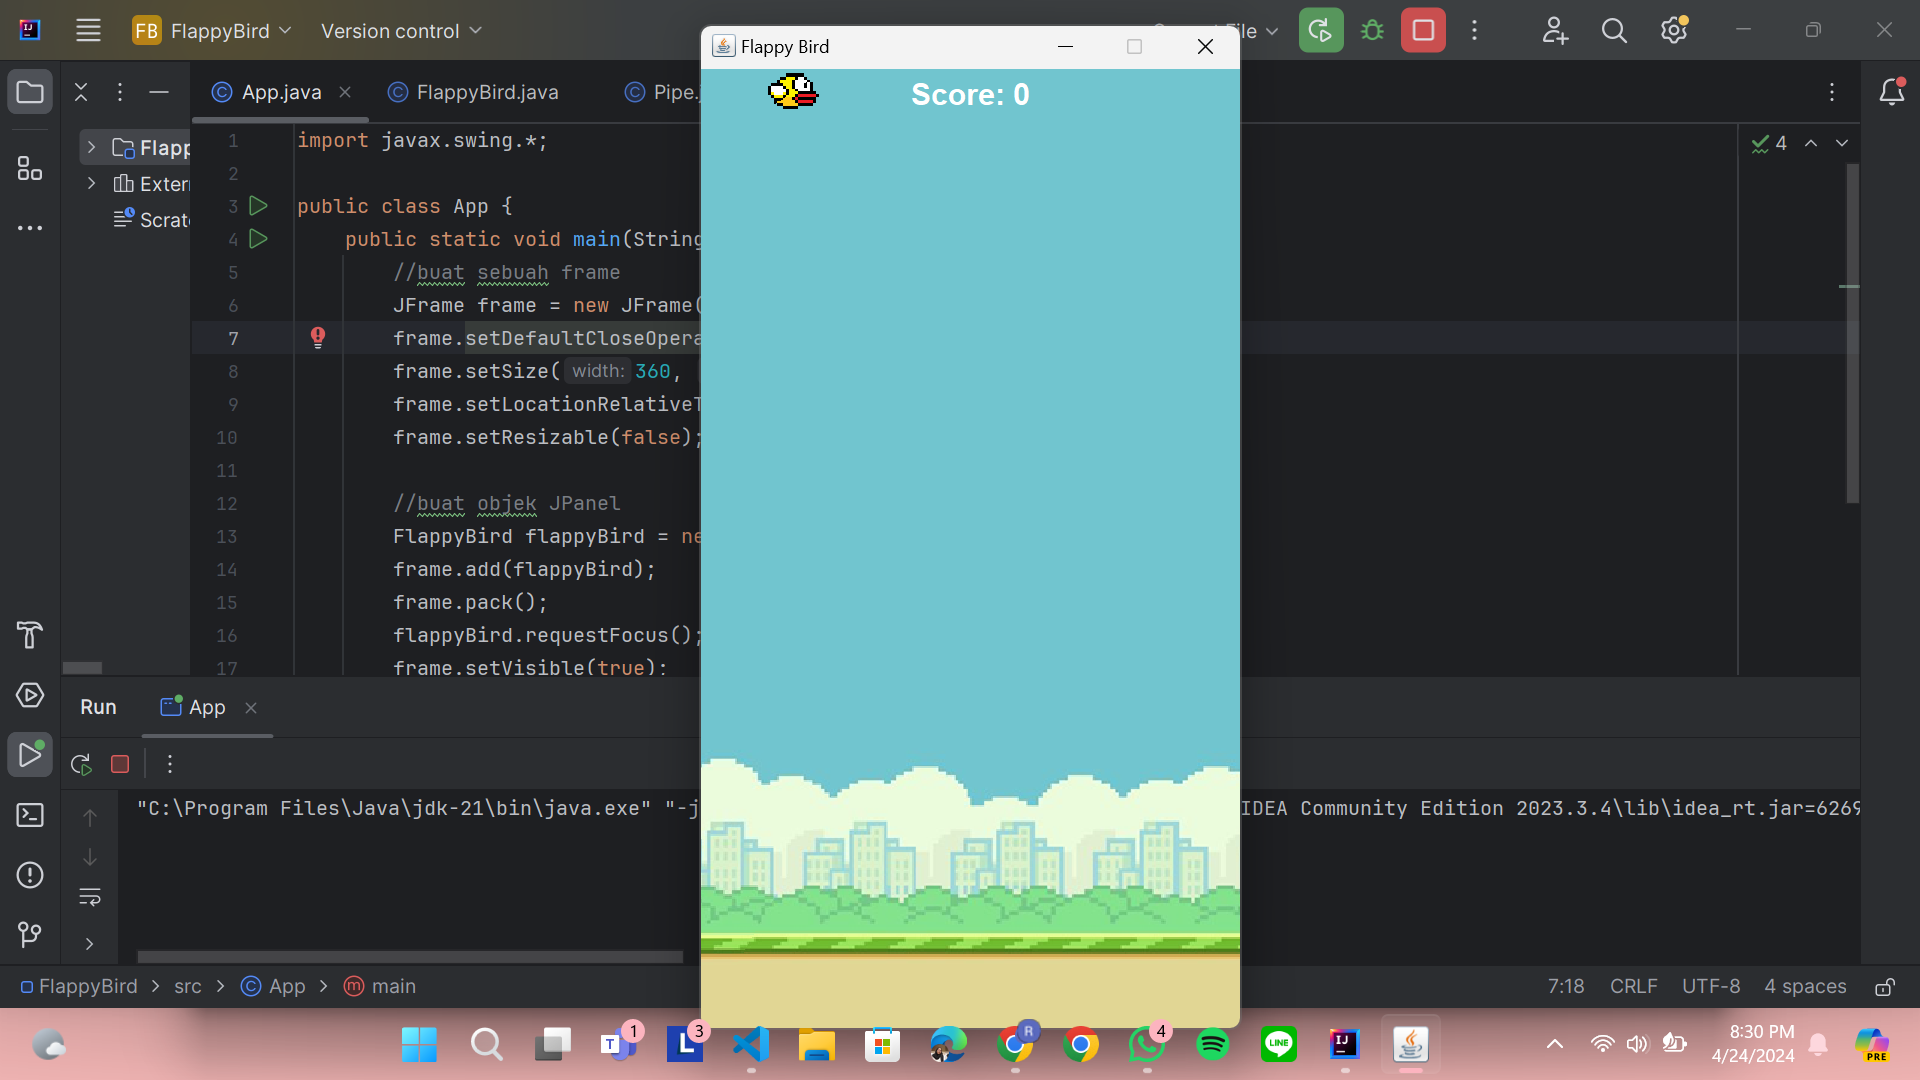 FB FlappyBird Version control
Flappy Bird
App.java FlappyBird.java Pipe.
Score: 0
1 import javax.swing.*;
2
3 public class App {
4 public static void main(String
5 //buat sebuah frame
6 JFrame frame = new JFrame(
7 frame.setDefaultCloseOpera
8 frame.setSize( width: 360,
9 frame.setLocationRelativeT
10 frame.setResizable(false);
11
12 //buat objek JPanel
13 FlappyBird flappyBird = ne
14 frame.add(flappyBird);
15 frame.pack();
16 flappyBird.requestFocus();
17 frame.setVisible(true);
4
Flapp
Exter
Scrat
Run App
"C:\Program Files\Java\jdk-21\bin\java.exe" "-j IDEA Community Edition 2023.3.4\lib\idea_rt.jar=6269
FlappyBird > src > App > main
7:18 CRLF UTF-8 4 spaces
1 3 R 4
LINE
PRE
8:30 PM
4/24/2024